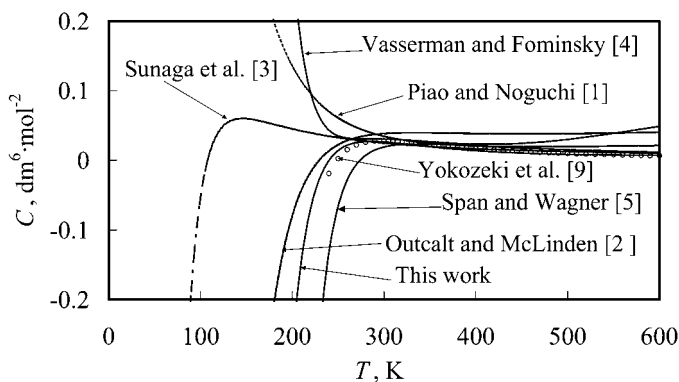 0.2
Vasserman and Fominsky [4]
Sunaga et al. [3]
0.1
Piao and Noguchi [1]
C, dm⁶·mol⁻²
0
Yokozeki et al. [9]
Span and Wagner [5]
-0.1
Outcalt and McLinden [2 ]
This work
-0.2
0 100 200 300 400 500 600
T, K